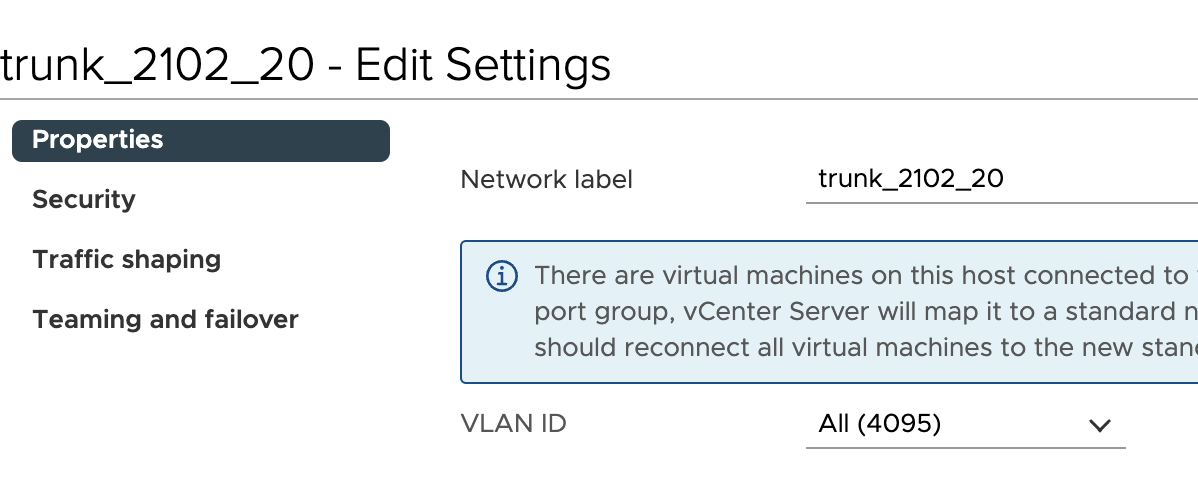 trunk_2102_20 - Edit Settings
Properties
Security
Traffic shaping
Teaming and failover
Network label
trunk_2102_20
There are virtual machines on this host connected to
port group, vCenter Server will map it to a standard
should reconnect all virtual machines to the new
VLAN ID
All (4095)